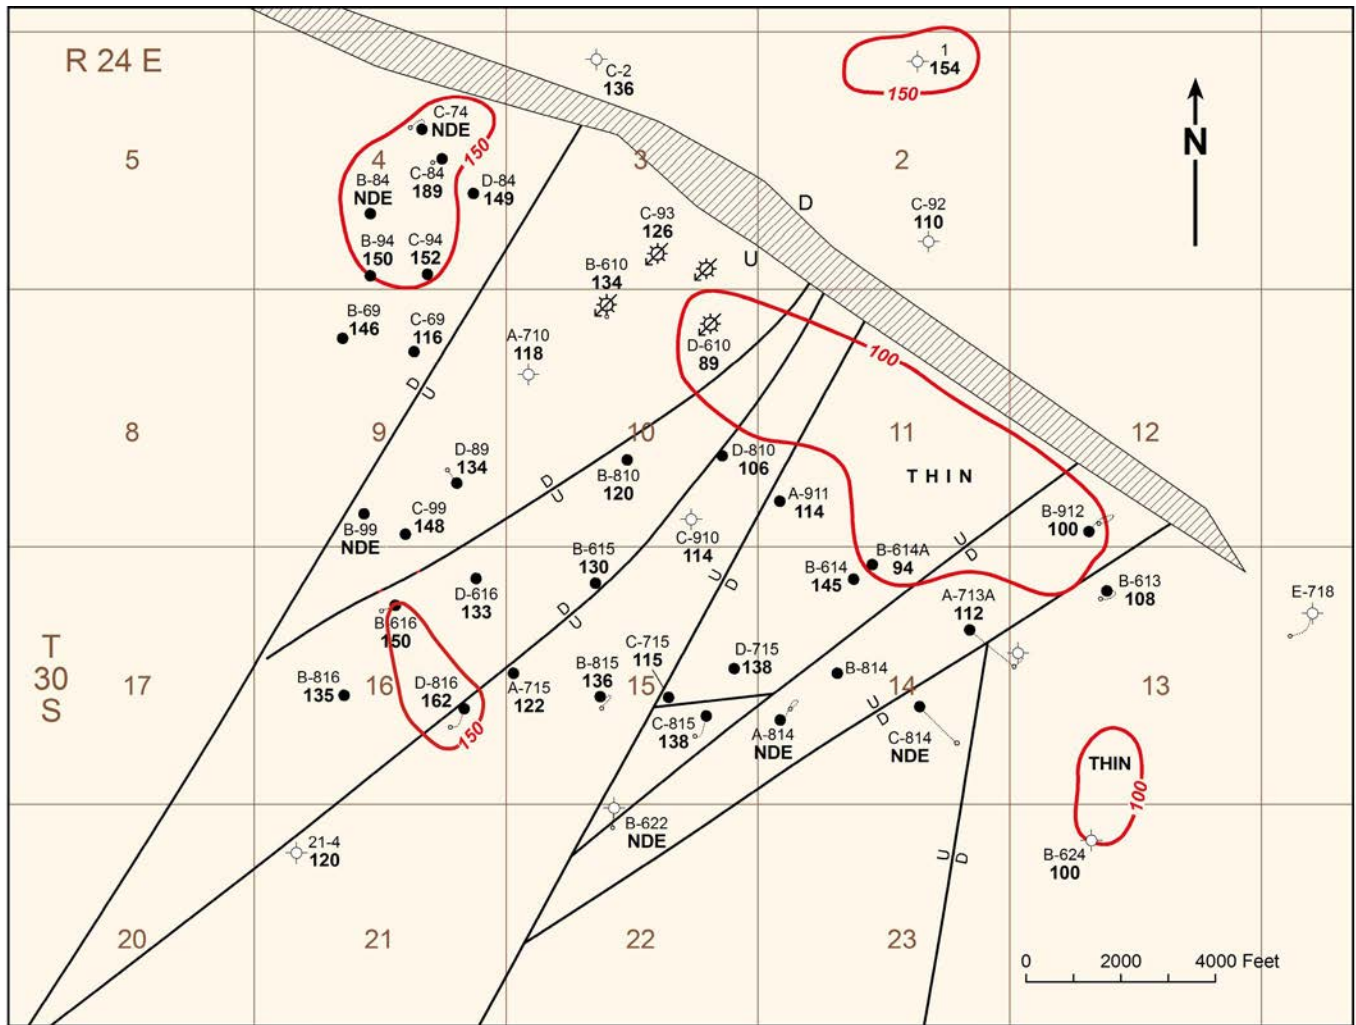 R 24 E
C-2
136
1
154
150
N
C-74
NDE
150
5
4
3
2
B-84
NDE
C-84
189
D-84
149
D
C-92
110
C-93
126
U
B-94
150
C-94
152
B-610
134
B-69
146
C-69
116
A-710
118
D-610
89
100
D
U
8
9
10
11
12
D-89
134
D
U
B-810
120
D-810
106
THIN
A-911
114
B-99
NDE
C-99
148
C-910
114
B-912
100
U
D
B-615
130
U
D
B-614
145
B-614A
94
D-616
133
D
U
A-713A
112
B-613
108
E-718
B-616
150
T
30
S
17
B-816
135
16
D-816
162
A-715
122
B-815
136
C-715
115
15
D-715
138
B-814
14
13
150
C-815
138
A-814
NDE
U
D
C-814
NDE
THIN
100
B-622
NDE
21-4
120
U
D
B-624
100
20
21
22
23
0
2000
4000 Feet